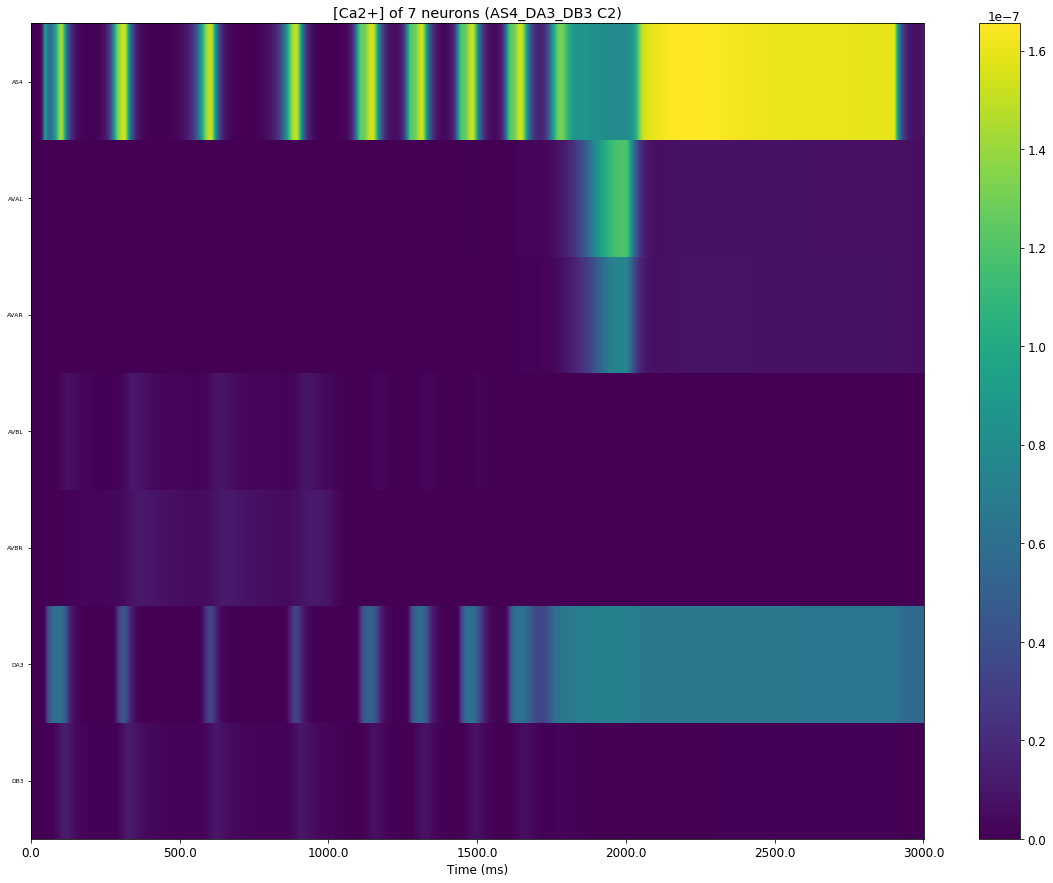 [Ca2+] of 7 neurons (AS4_DA3_DB3 C2)
1e−7
AS4
AVAL
AVAR
AVBL
AVBR
DA3
DB3
0.0 500.0 1000.0 1500.0 2000.0 2500.0 3000.0
Time (ms)
1.6
1.4
1.2
1.0
0.8
0.6
0.4
0.2
0.0